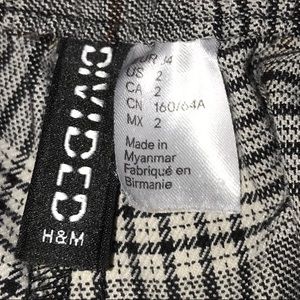 DIVIDED
H&M
US 2
CA 2
CN 160/64A
MX 2
Made in
Myanmar
Fabriqué en
Birmanie